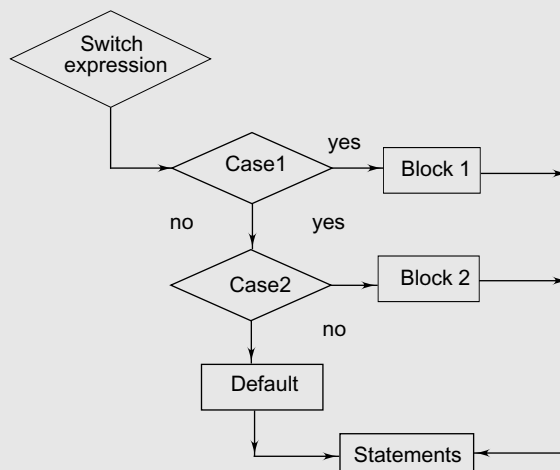 Switch
expression
yes
Case1
Block 1
no
yes
Case2
Block 2
no
Default
Statements